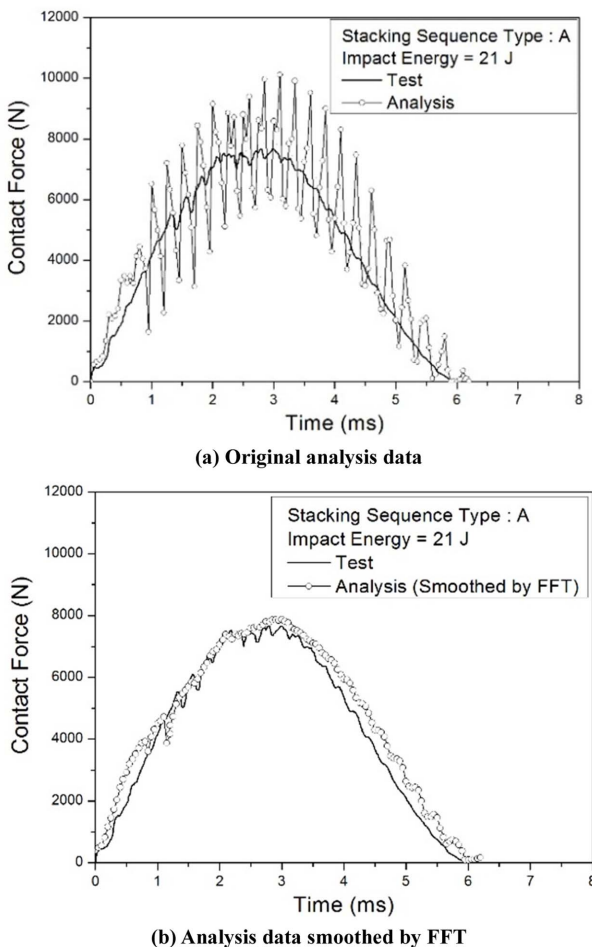 12000
10000
8000
6000
4000
2000
0
Contact Force (N)
Stacking Sequence Type : A
Impact Energy = 21 J
Test
Analysis
0 1 2 3 4 5 6 7 8
Time (ms)
(a) Original analysis data
12000
10000
8000
6000
4000
2000
0
Contact Force (N)
Stacking Sequence Type : A
Impact Energy = 21 J
Test
Analysis (Smoothed by FFT)
0 1 2 3 4 5 6 7 8
Time (ms)
(b) Analysis data smoothed by FFT